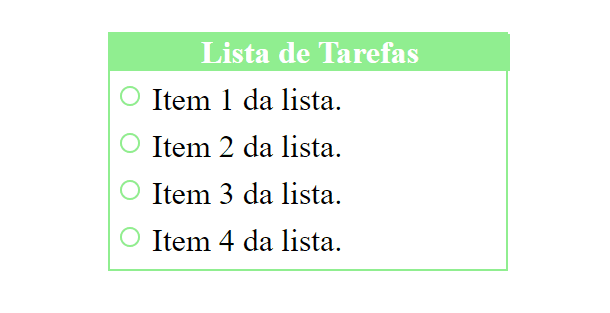 Lista de Tarefas
Item 1 da lista.
Item 2 da lista.
Item 3 da lista.
Item 4 da lista.